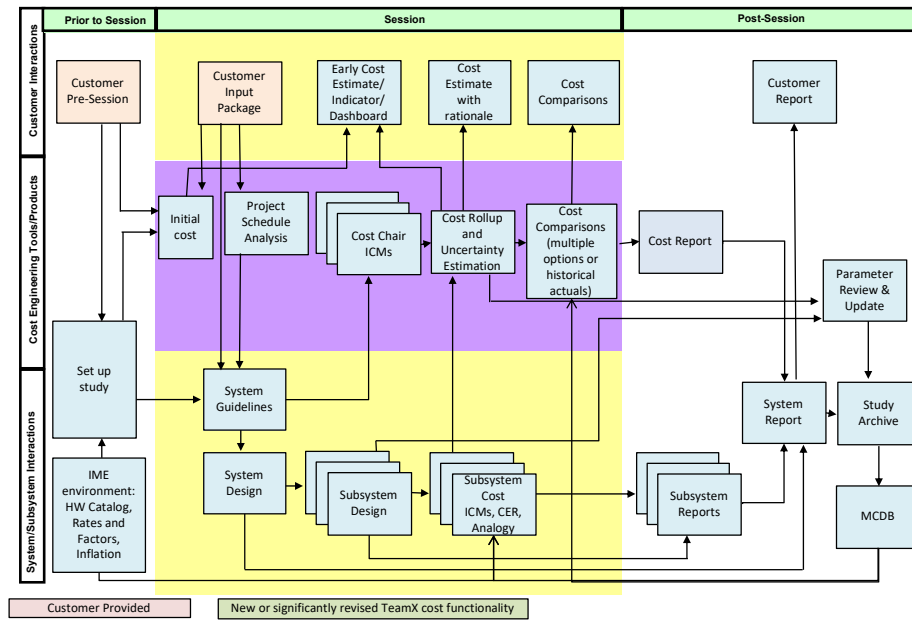 Prior to Session
Session
Post-Session
Customer Interactions
Customer
Pre-Session
Customer
Input
Package
Early Cost
Estimate/
Indicator/
Dashboard
Cost
Estimate
with
rationale
Cost
Comparisons
Customer
Report
Cost Engineering Tools/Products
Initial
cost
Project
Schedule
Analysis
Cost Chair
ICMs
Cost Rollup
and
Uncertainty
Estimation
Cost
Comparisons
(multiple
options or
historical
actuals)
Cost Report
Parameter
Review &
Update
System/Subsystem Interactions
Set up
study
System
Guidelines
System
Report
Study
Archive
IME
environment:
HW Catalog,
Rates and
Factors,
Inflation
System
Design
Subsystem
Design
Subsystem
Cost
ICMs, CER,
Analogy
Subsystem
Reports
MCDB
Customer Provided
New or significantly revised TeamX cost functionality